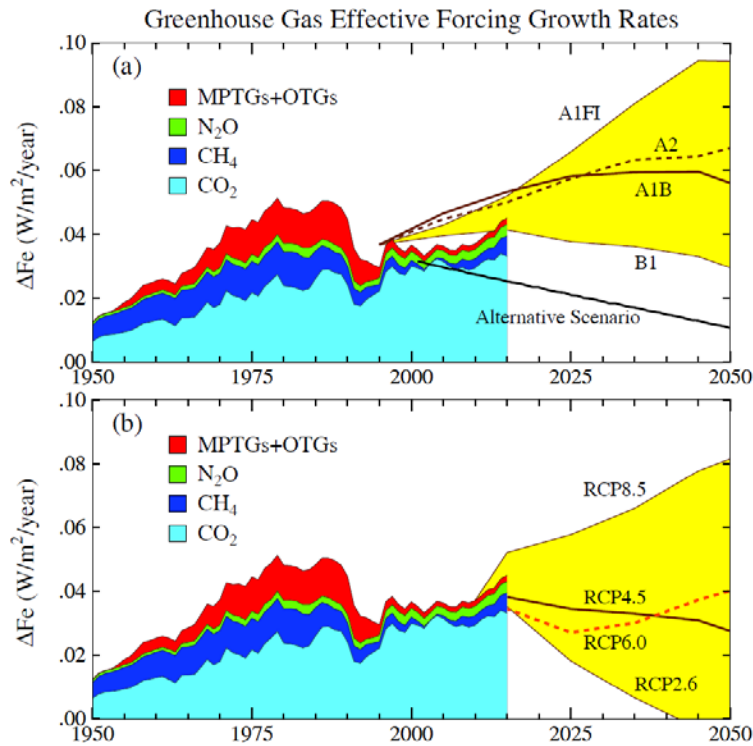 Greenhouse Gas Effective Forcing Growth Rates
(a)
MPTGs+OTGs
N₂O
CH₄
CO₂
A1FI
A2
A1B
B1
Alternative Scenario
ΔFe (W/m²/year)
.10
.08
.06
.04
.02
.00
1950 1975 2000 2025 2050
(b)
MPTGs+OTGs
N₂O
CH₄
CO₂
RCP8.5
RCP4.5
RCP6.0
RCP2.6
ΔFe (W/m²/year)
.10
.08
.06
.04
.02
.00
1950 1975 2000 2025 2050